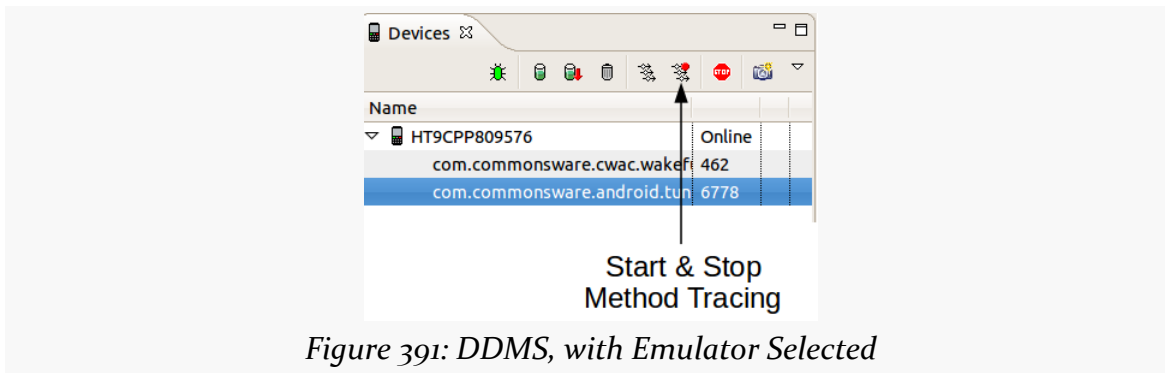 Devices
STOP
Name
HT9CPP809576 Online
com.commonsware.cwac.wakef 462
com.commonsware.android.tun 6778
Start & Stop
Method Tracing
Figure 391: DDMS, with Emulator Selected